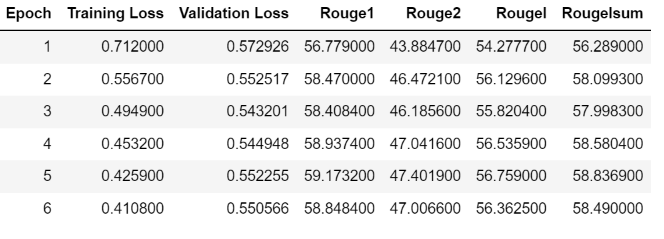 Epoch Training Loss Validation Loss Rouge1 Rouge2 Rougel Rougelsum
1 0.712000 0.572926 56.779000 43.884700 54.277700 56.289000
2 0.556700 0.552517 58.470000 46.472100 56.129600 58.099300
3 0.494900 0.543201 58.408400 46.185600 55.820400 57.998300
4 0.453200 0.544948 58.937400 47.041600 56.535900 58.580400
5 0.425900 0.552255 59.173200 47.401900 56.759000 58.836900
6 0.410800 0.550566 58.848400 47.006600 56.362500 58.490000